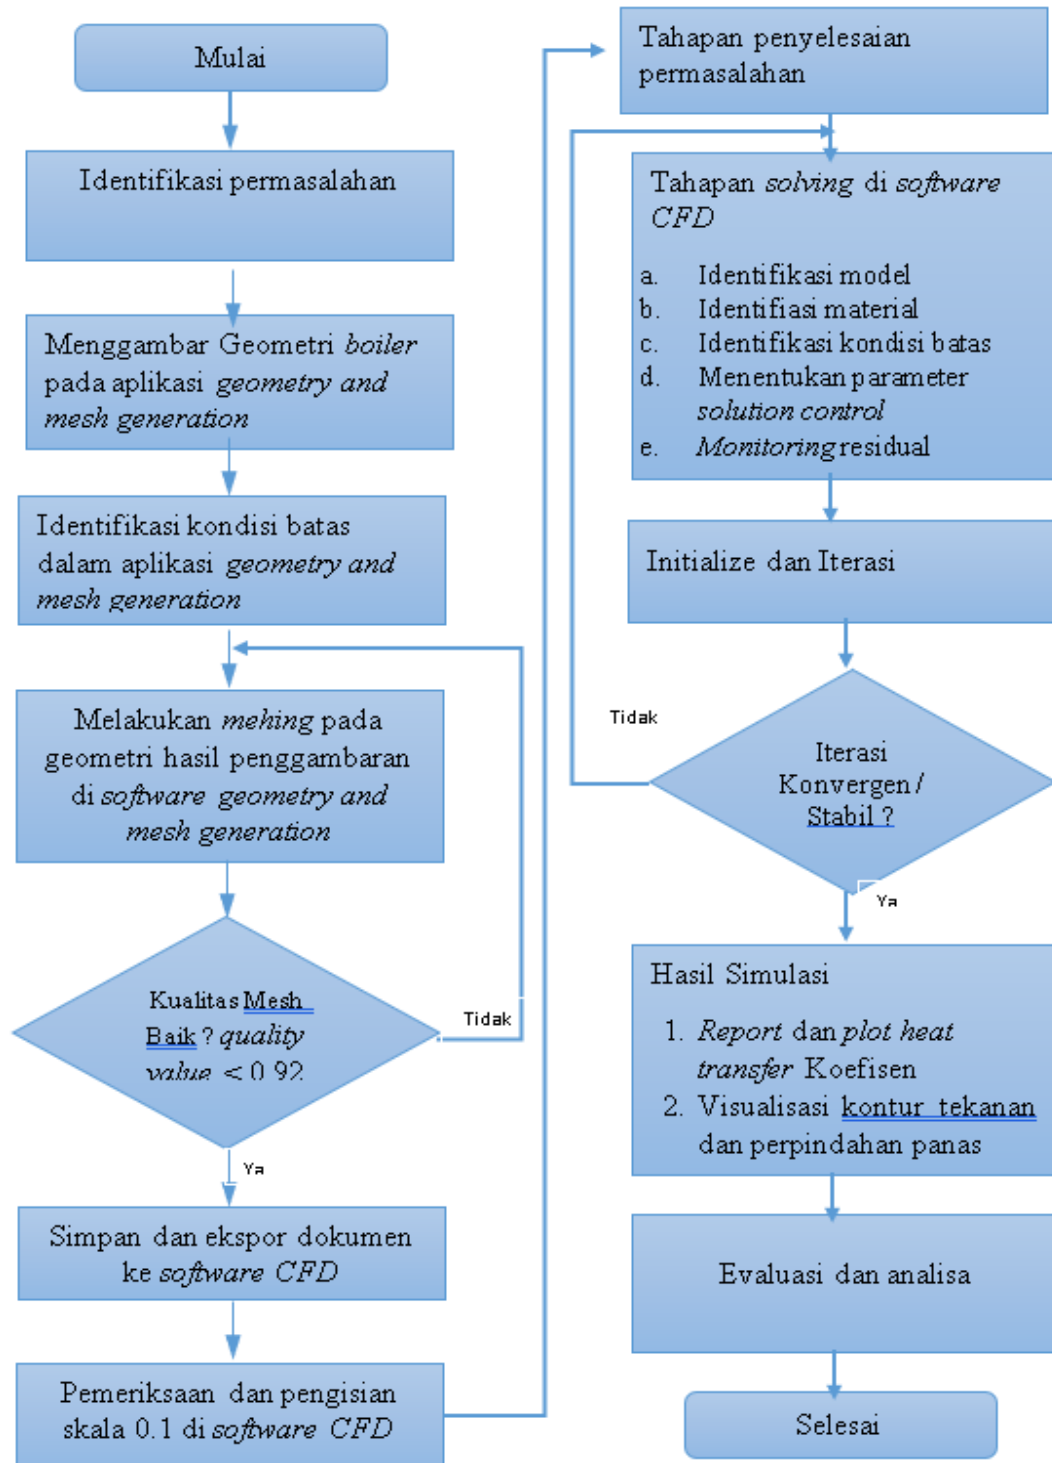 Mulai
Identifikasi permasalahan
Menggambar Geometri boiler
pada aplikasi geometry and
mesh generation
Identifikasi kondisi batas
dalam aplikasi geometry and
mesh generation
Melakukan mehing pada
geometri hasil penggambaran
di software geometry and
mesh generation
Kualitas Mesh
Baik ? quality
value < 0.92
Tidak
Ya
Simpan dan ekspor dokumen
ke software CFD
Pemeriksaan dan pengisian
skala 0.1 di software CFD
Tahapan penyelesaian
permasalahan
Tahapan solving di software
CFD
a. Identifikasi model
b. Identifiasi material
c. Identifikasi kondisi batas
d. Menentukan parameter
solution control
e. Monitoring residual
Initialize dan Iterasi
Tidak
Iterasi
Konvergen /
Stabil ?
Ya
Hasil Simulasi
1. Report dan plot heat
transfer Koefisen
2. Visualisasi kontur tekanan
dan perpindahan panas
Evaluasi dan analisa
Selesai